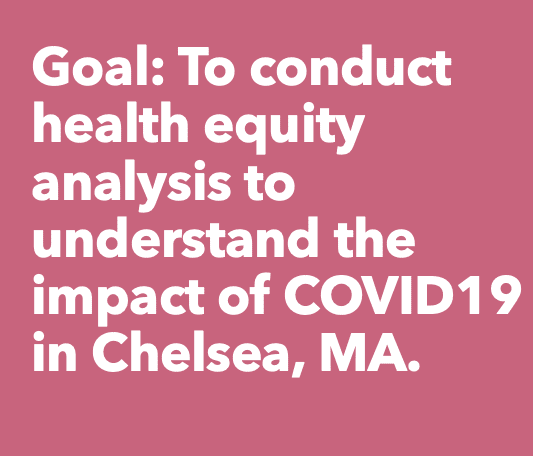 Goal: To conduct
health equity
analysis to
understand the
impact of COVID19
in Chelsea, MA.